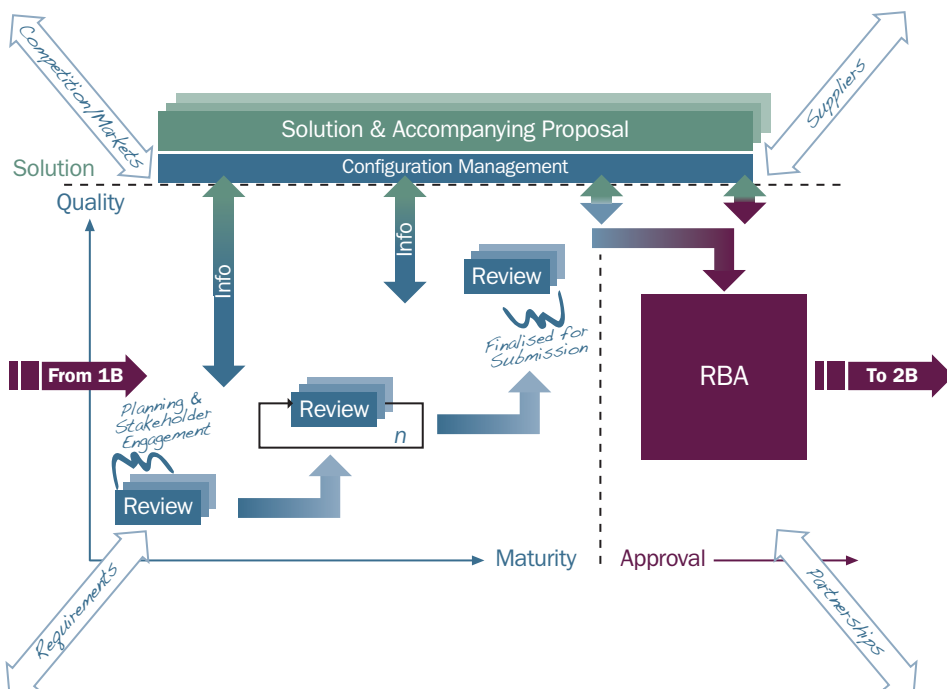 Competition/Markets
Suppliers
Solution & Accompanying Proposal
Configuration Management
Solution
Quality
Info
Info
Review
Finalised for
Submission
From 1B
RBA
To 2B
Planning &
Stakeholder
Engagement
Review
n
Review
Maturity
Approval
Requirements
Partnerships